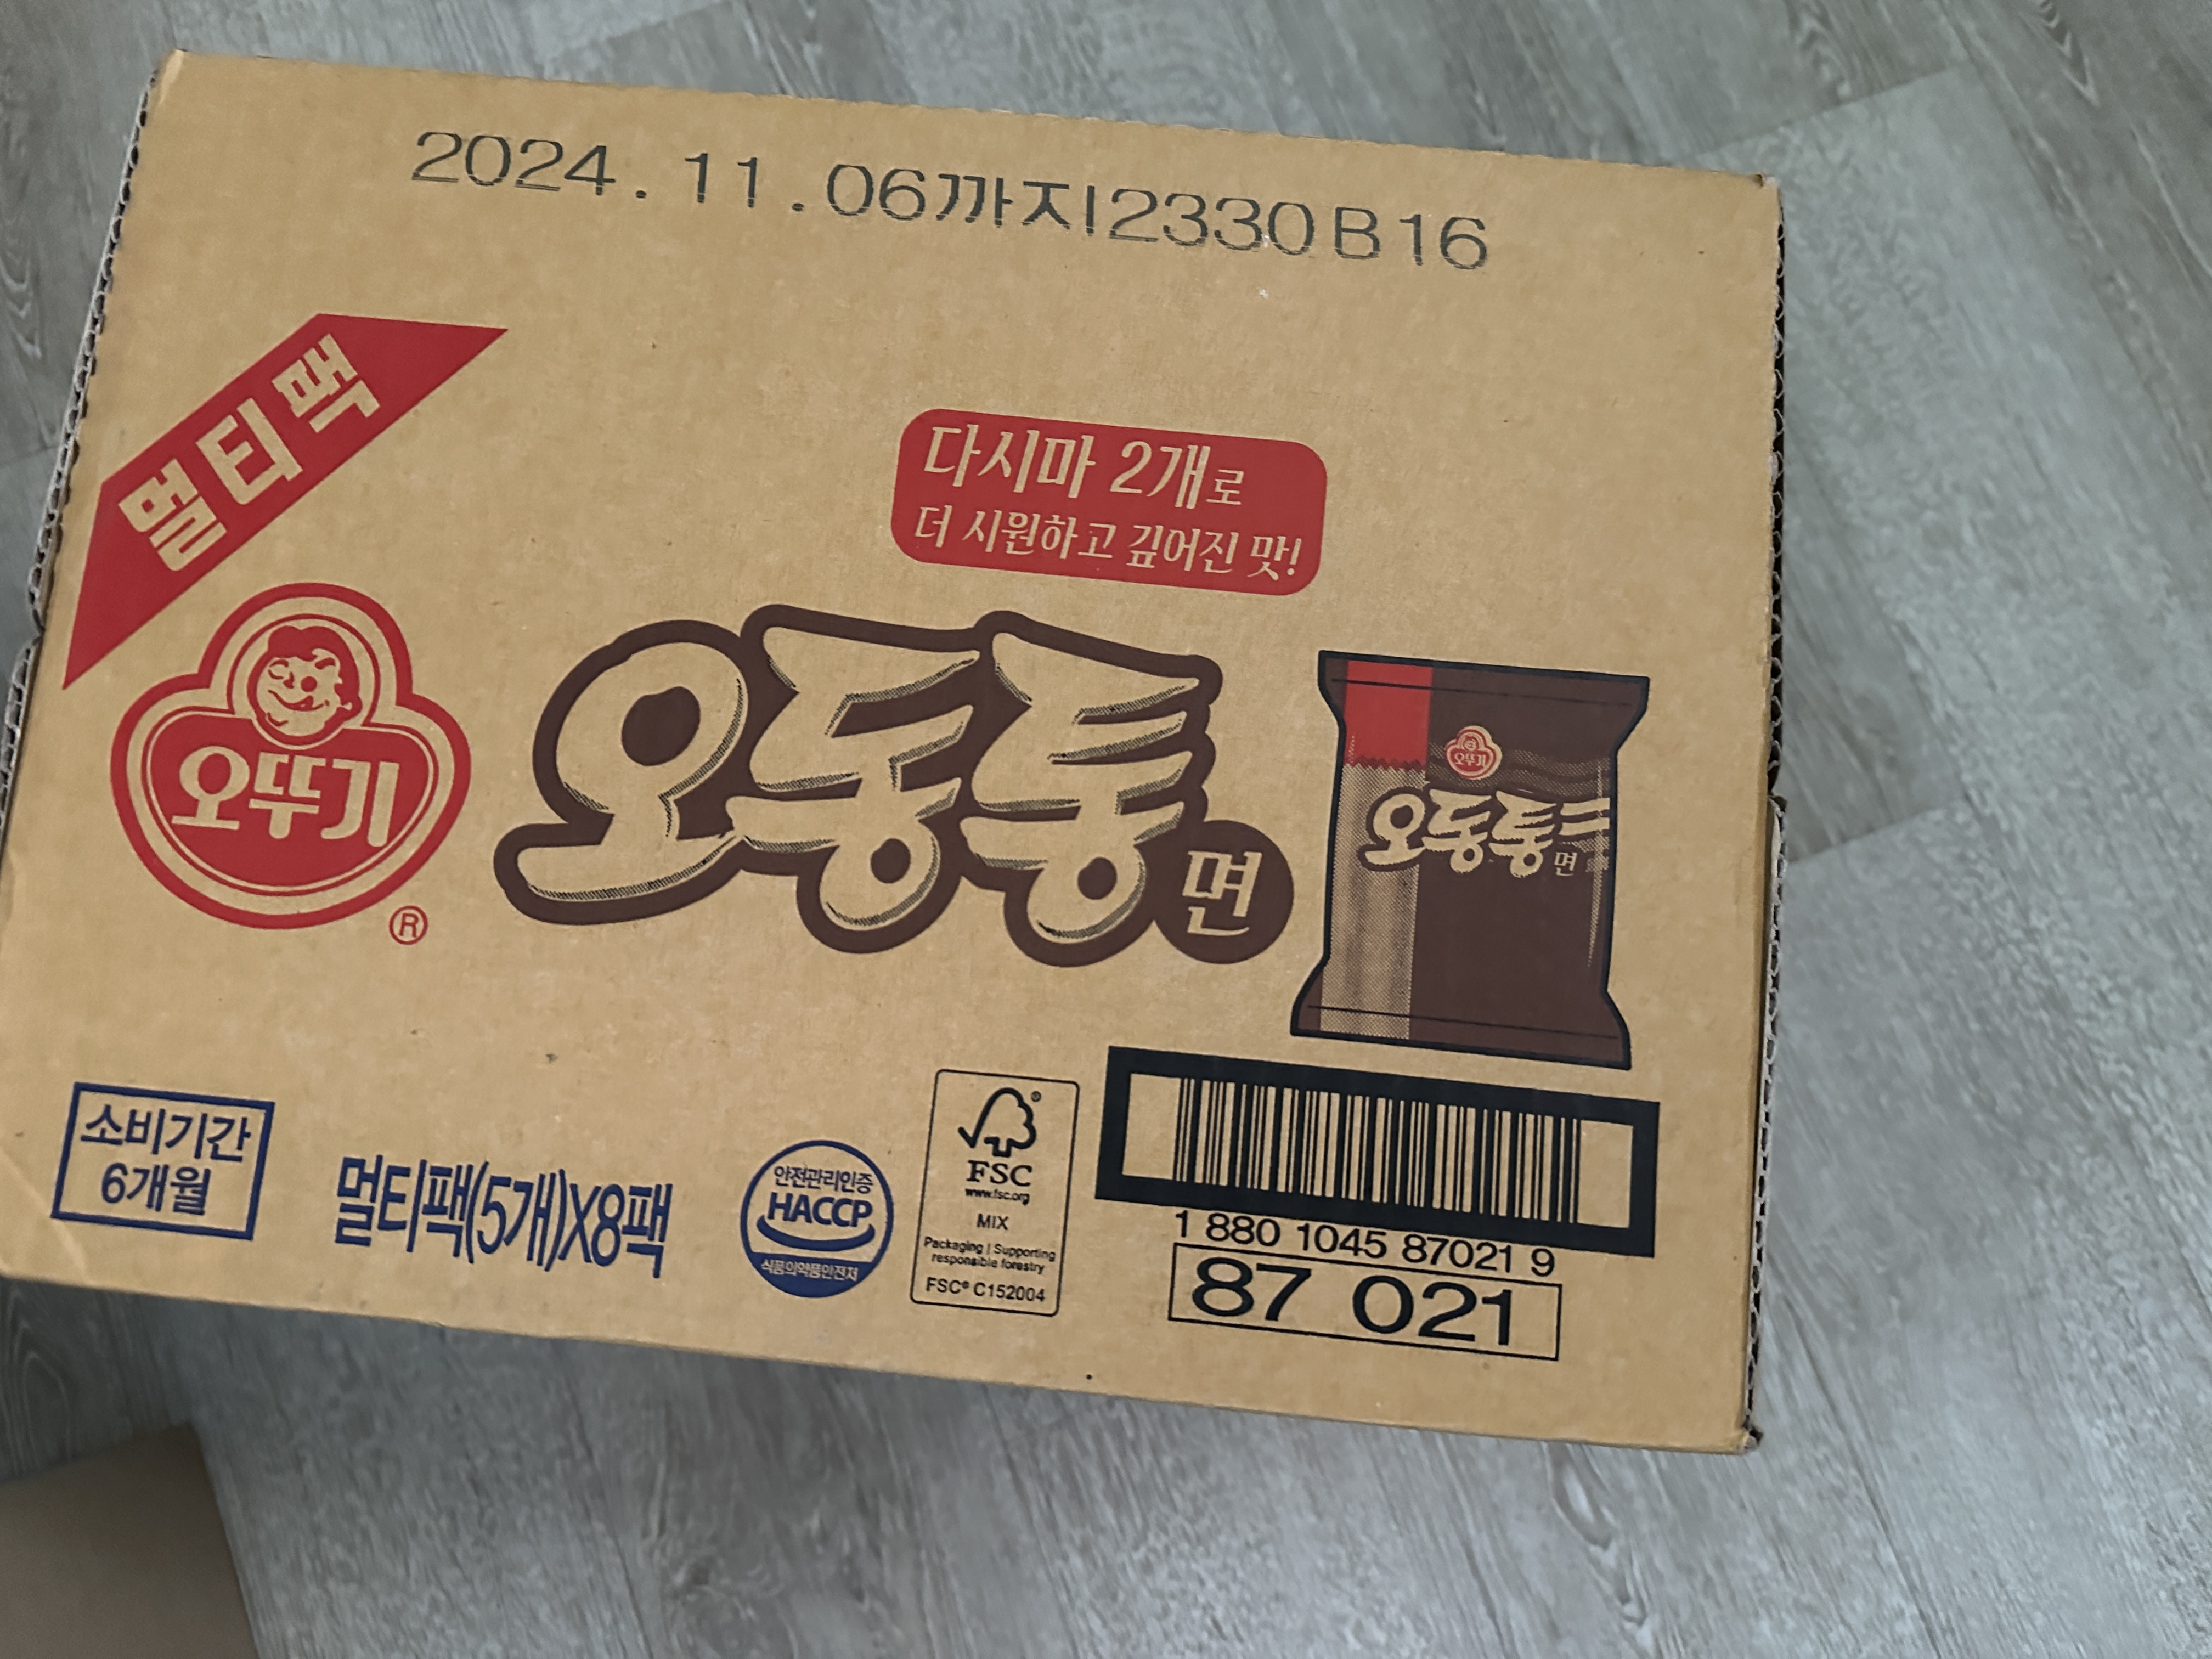 2024.11.06까지2330B16
멀티팩
다시마 2개로
더 시원하고 깊어진 맛!
오뚜기
®
오동통면
오뚜기
오동통면
소비기간
6개월
멀티팩(5개)X8팩
안전관리인증
HACCP
식품의약품안전처
FSC®
www.fsc.org
MIX
Packaging | Supporting
responsible forestry
FSC® C152004
1 880 1045 87021 9
87 021